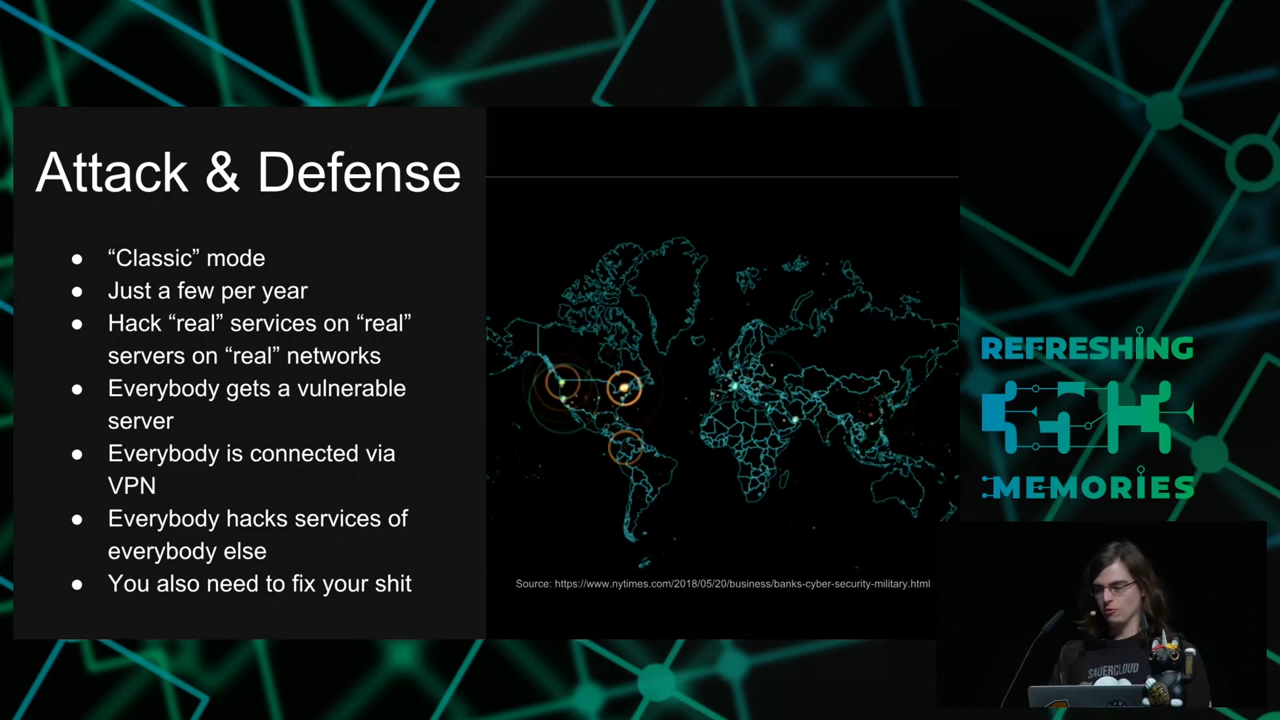 Attack & Defense
● “Classic” mode
● Just a few per year
● Hack “real” services on “real”
servers on “real” networks
● Everybody gets a vulnerable
server
● Everybody is connected via
VPN
● Everybody hacks services of
everybody else
● You also need to fix your shit
Source: https://www.nytimes.com/2018/05/20/business/banks-cyber-security-military.html
REFRESHING
MEMORIES
SAUERCLOUD